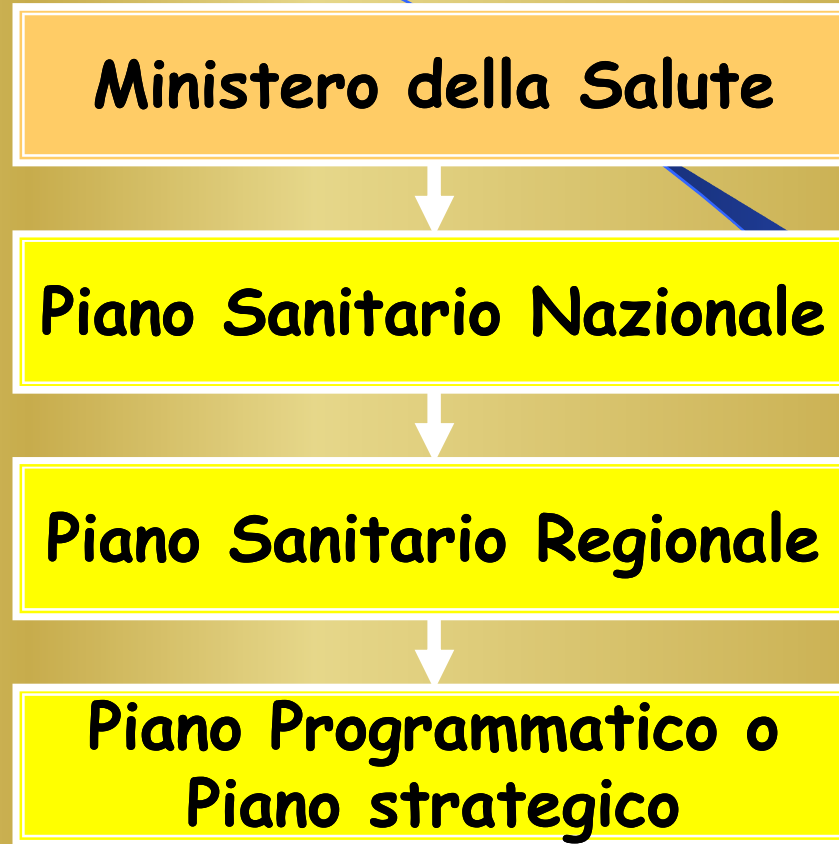 Ministero della Salute
Piano Sanitario Nazionale
Piano Sanitario Regionale
Piano Programmatico o
Piano strategico